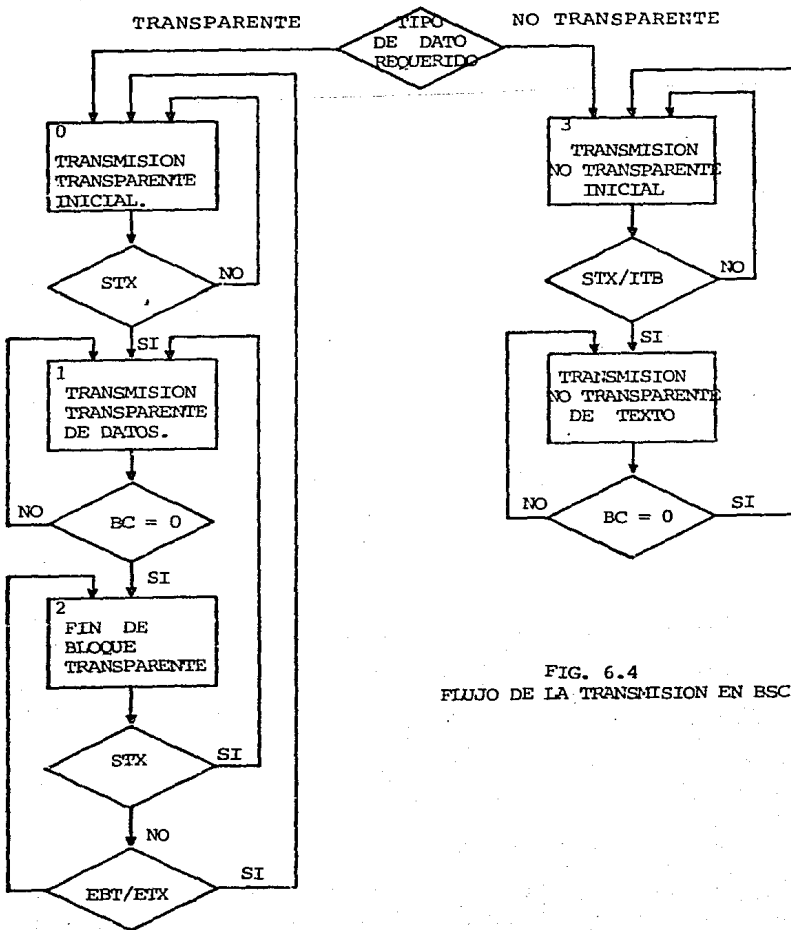 TRANSPARENTE
TIPO
DE DATO
REQUERIDO
NO TRANSPARENTE
0
TRANSMISION
TRANSPARENTE
INICIAL.
STX
NO
SI
1
TRANSMISION
TRANSPARENTE
DE DATOS.
NO
BC = 0
SI
2
FIN DE
BLOQUE
TRANSPARENTE
STX
SI
NO
EBT/ETX
SI
3
TRANSMISION
NO TRANSPARENTE
INICIAL
STX/ITB
NO
SI
TRANSMISION
NO TRANSPARENTE
DE TEXTO
NO
BC = 0
SI
FIG. 6.4
FLUJO DE LA TRANSMISION EN BSC